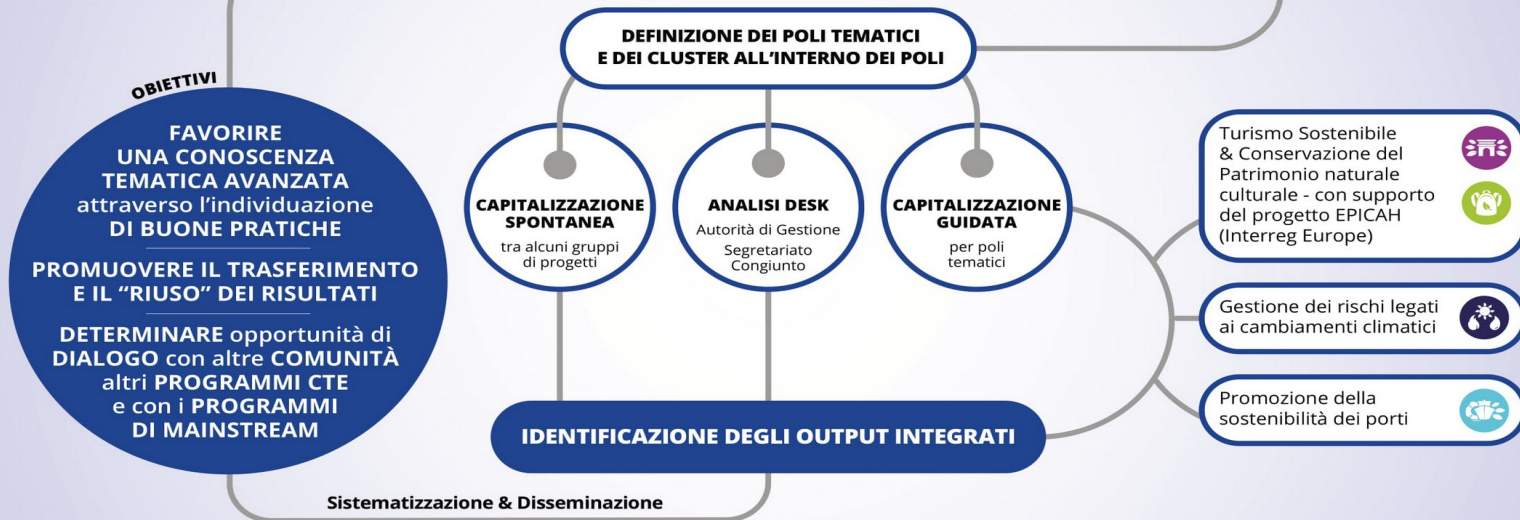 DEFINIZIONE DEI POLI TEMATICI
E DEI CLUSTER ALL'INTERNO DEI POLI
OBIETTIVI
FAVORIRE
UNA CONOSCENZA
TEMATICA AVANZATA
attraverso l'individuazione
DI BUONE PRATICHE
PROMUOVERE IL TRASFERIMENTO
E IL “RIUSO” DEI RISULTATI
DETERMINARE opportunità di
DIALOGO con altre COMUNITÀ
altri PROGRAMMI CTE
e con i PROGRAMMI
DI MAINSTREAM
CAPITALIZZAZIONE
SPONTANEA
tra alcuni gruppi
di progetti
ANALISI DESK
Autorità di Gestione
Segretariato
Congiunto
CAPITALIZZAZIONE
GUIDATA
per poli
tematici
Turismo Sostenibile
& Conservazione del
Patrimonio naturale
culturale - con supporto
del progetto EPICAH
(Interreg Europe)
Gestione dei rischi legati
ai cambiamenti climatici
Promozione della
sostenibilità dei porti
IDENTIFICAZIONE DEGLI OUTPUT INTEGRATI
Sistematizzazione & Disseminazione